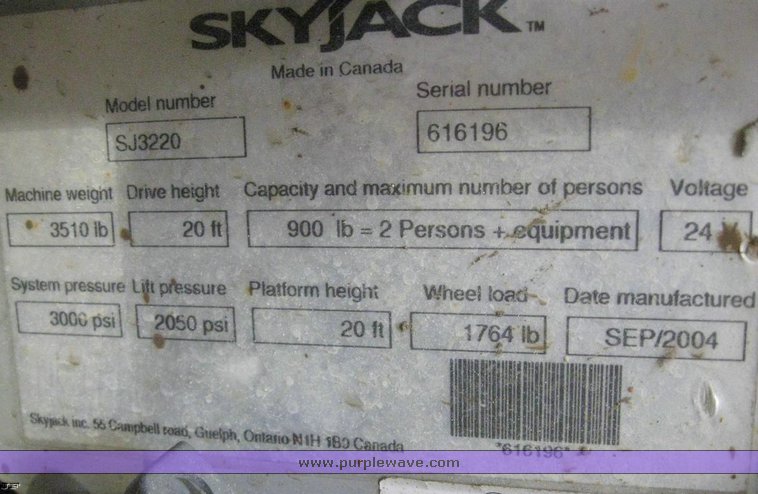 SKYJACK™
Made in Canada
Model number Serial number
SJ3220 616196
Machine weight Drive height Capacity and maximum number of persons Voltage
3510 lb 20 ft 900 lb = 2 Persons + equipment 24 V
System pressure Lift pressure Platform height Wheel load Date manufactured
3000 psi 2050 psi 20 ft 1764 lb SEP/2004
Skyjack inc. 55 Campbell road, Guelph, Ontario N1H 1B9 Canada
*616196*
www.purplewave.com